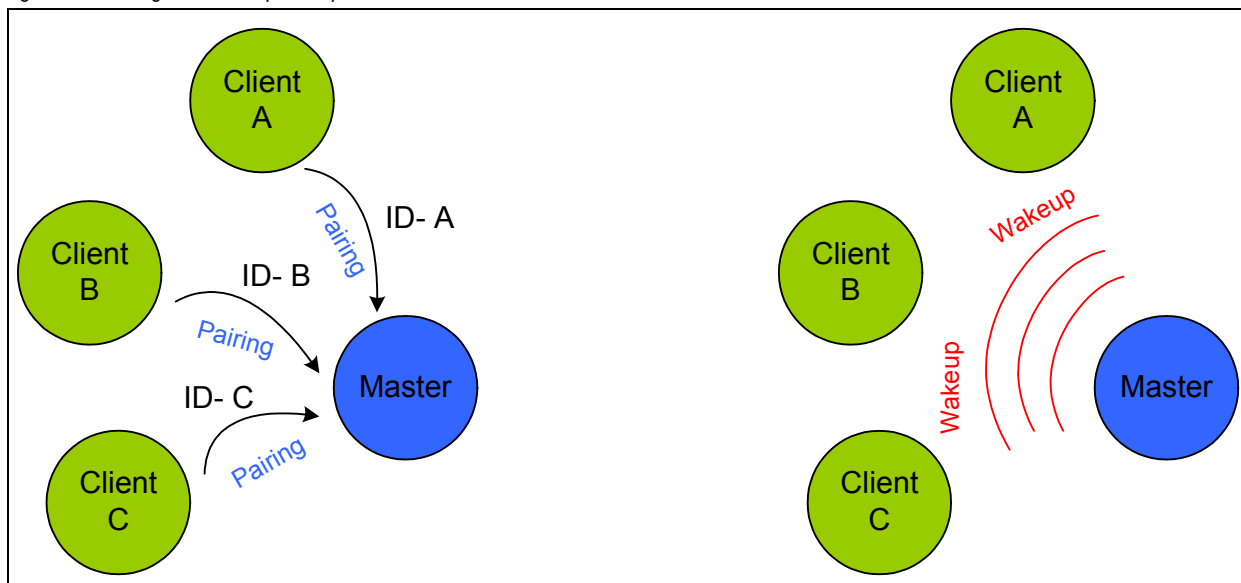 Client
A
ID- A
Pairing
Client
B
ID- B
Pairing
Master
ID- C
Pairing
Client
C
Client
A
Wakeup
Client
B
Wakeup
Master
Client
C